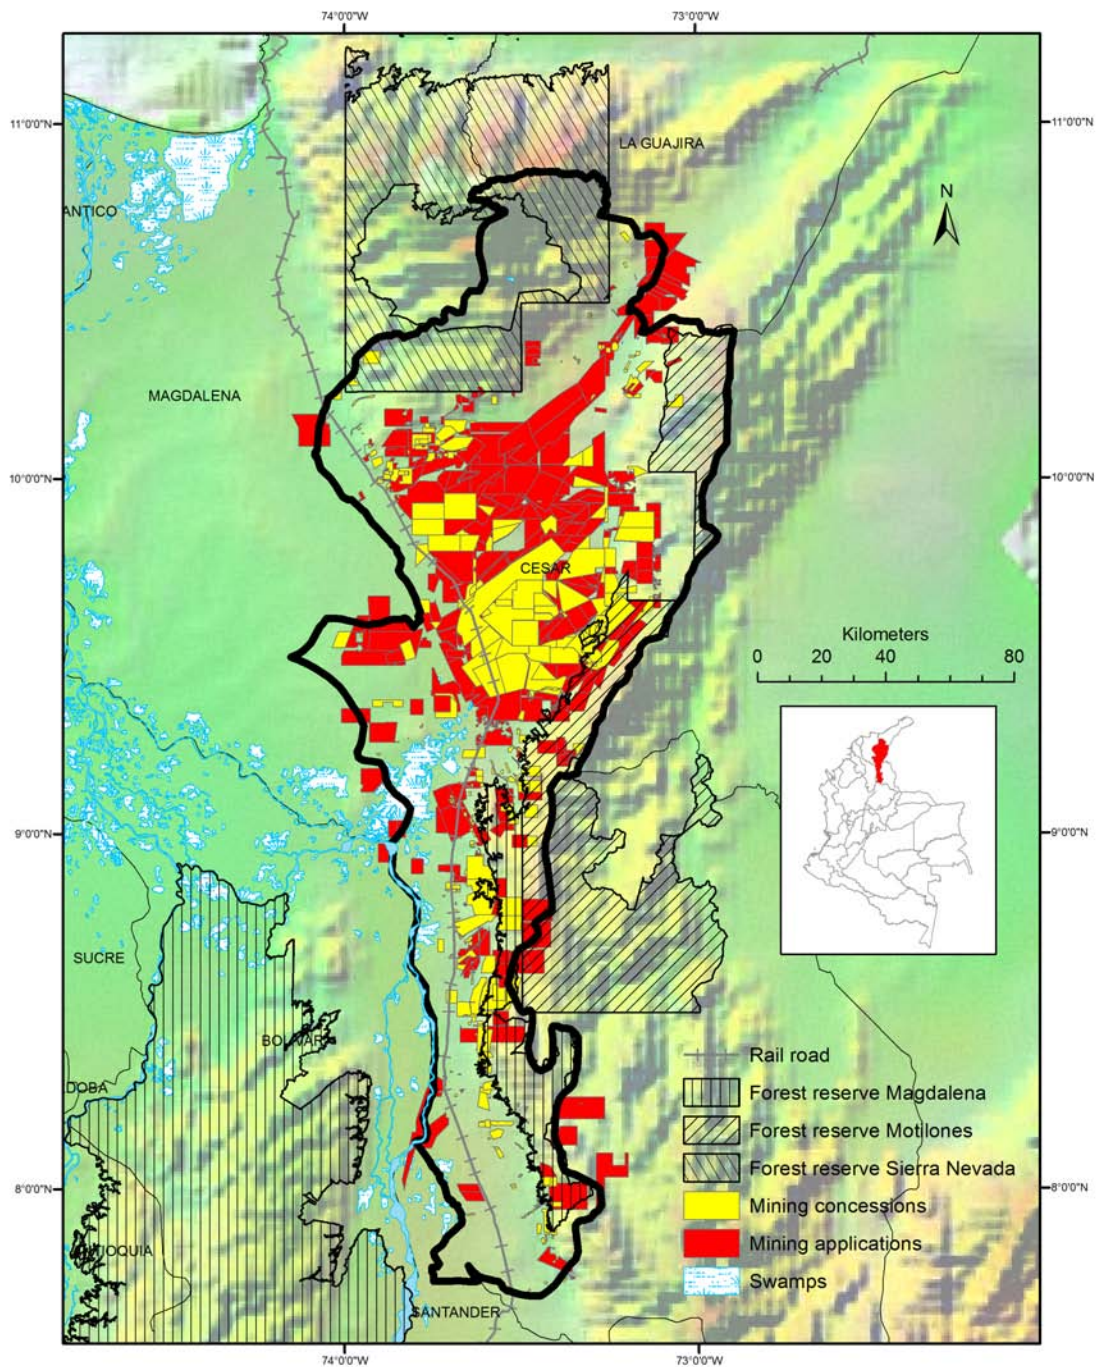 74°0'0"W 73°0'0"W
11°0'0"N 11°0'0"N
LA GUAJIRA
N
ANTICO
MAGDALENA
10°0'0"N 10°0'0"N
CESAR
Kilometers
0 20 40 80
9°0'0"N 9°0'0"N
SUCRE
BOLIVAR
Rail road
DOBA
Forest reserve Magdalena
Forest reserve Motilones
Forest reserve Sierra Nevada
8°0'0"N 8°0'0"N
Mining concessions
Mining applications
IOQUIA
Swamps
SANTANDER
74°0'0"W 73°0'0"W